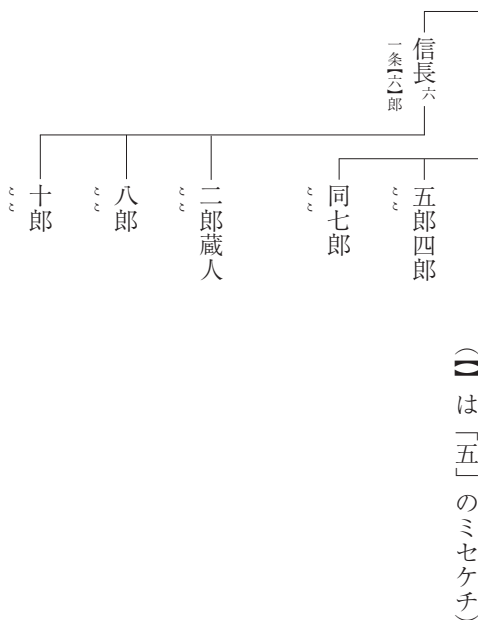 信長 六
一条【六】郎
五郎四郎
ミミ
同七郎
ミミ
二郎蔵人
ミミ
八郎
ミミ
十郎
ミミ
(【】は「五」のミセケチ)